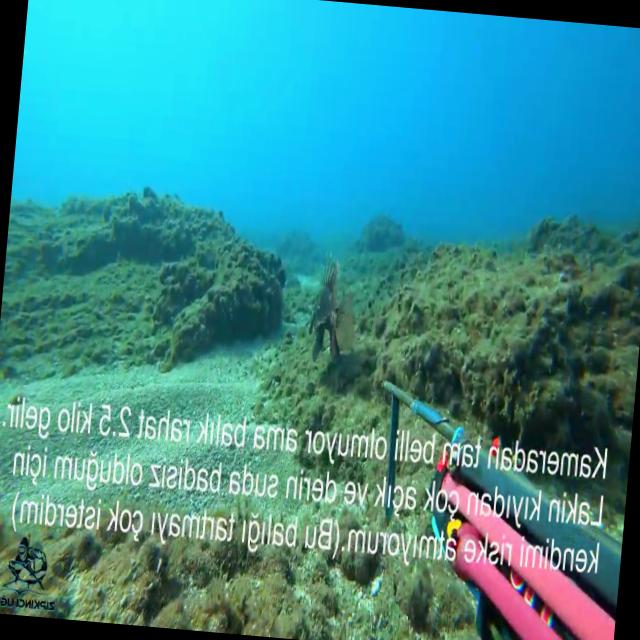 Kameradan tam belli olmuyor ama balık rahat 2.5 kilo gelir.
Lakin kıyıdan çok açık ve derin suda badisiz olduğum için
kendimi riske atmıyorum.(Bu balığı tartmayı çok isterdim)